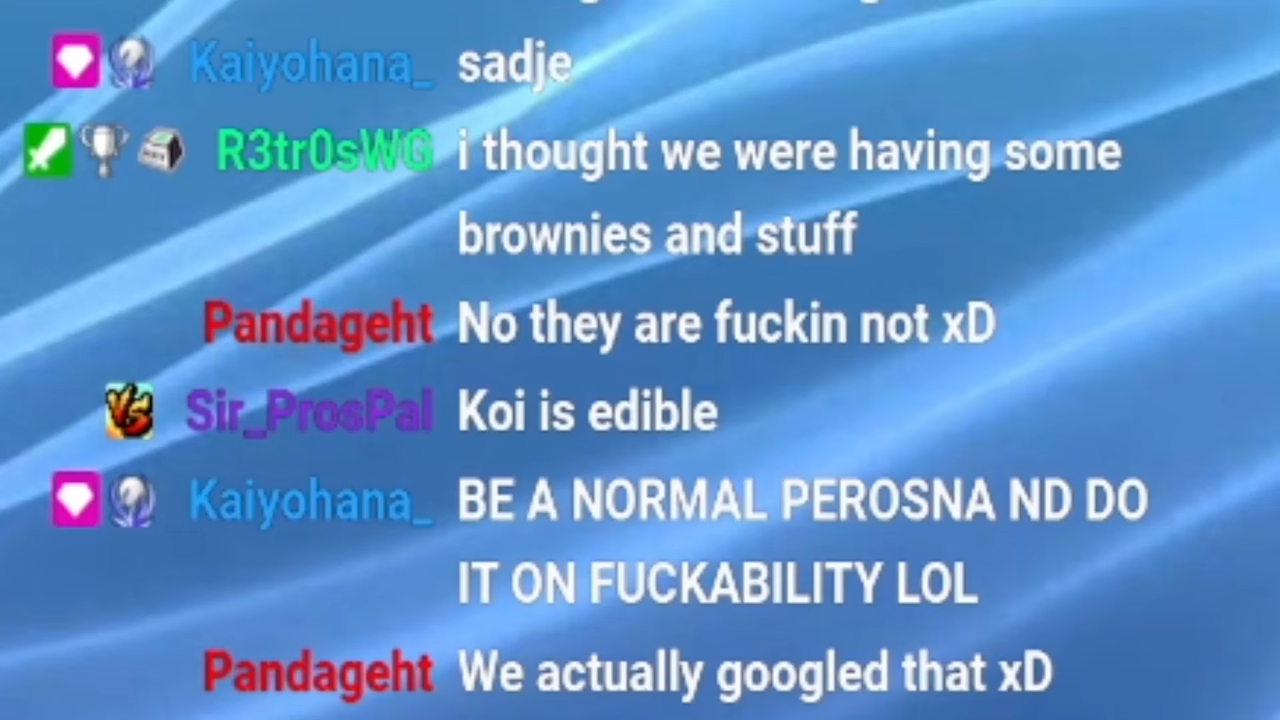 Kaiyohana_ sadje
R3tr0sWG i thought we were having some
brownies and stuff
Pandageht No they are fuckin not xD
Sir_ProsPal Koi is edible
Kaiyohana_ BE A NORMAL PEROSNA ND DO
IT ON FUCKABILITY LOL
Pandageht We actually googled that xD